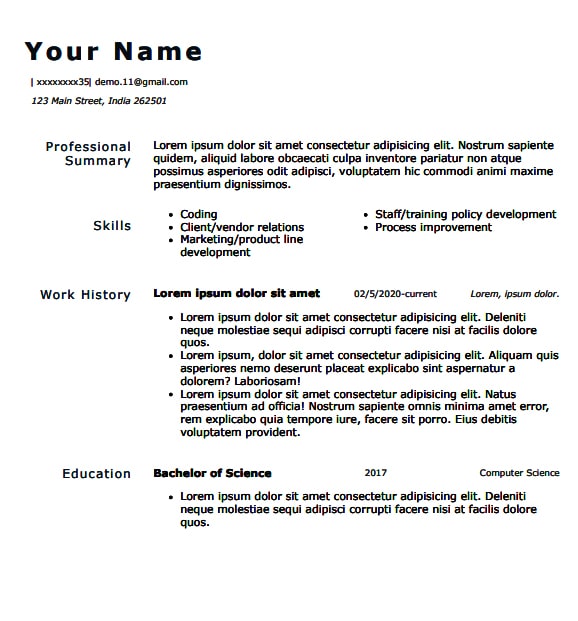 Your Name
| xxxxxxxx35| demo.11@gmail.com
123 Main Street, India 262501
Professional
Summary
Lorem ipsum dolor sit amet consectetur adipisicing elit. Nostrum sapiente
quidem, aliquid labore obcaecati culpa inventore pariatur non atque
possimus asperiores odit adipisci, voluptatem hic commodi animi maxime
praesentium dignissimos.
Skills
• Coding
• Client/vendor relations
• Marketing/product line
development
• Staff/training policy development
• Process improvement
Work History
Lorem ipsum dolor sit amet 02/5/2020-current Lorem, ipsum dolor.
• Lorem ipsum dolor sit amet consectetur adipisicing elit. Deleniti
neque molestiae sequi adipisci corrupti facere nisi at facilis dolore
quos.
• Lorem ipsum, dolor sit amet consectetur adipisicing elit. Aliquam quis
asperiores nemo deserunt placeat explicabo sint aspernatur a
dolorem? Laboriosam!
• Lorem ipsum dolor sit amet consectetur adipisicing elit. Natus
praesentium ad officia! Nostrum sapiente omnis minima amet error,
rem explicabo quia tempore iure, facere sit porro. Eius debitis
voluptatem provident.
Education
Bachelor of Science 2017 Computer Science
• Lorem ipsum dolor sit amet consectetur adipisicing elit. Deleniti
neque molestiae sequi adipisci corrupti facere nisi at facilis dolore
quos.